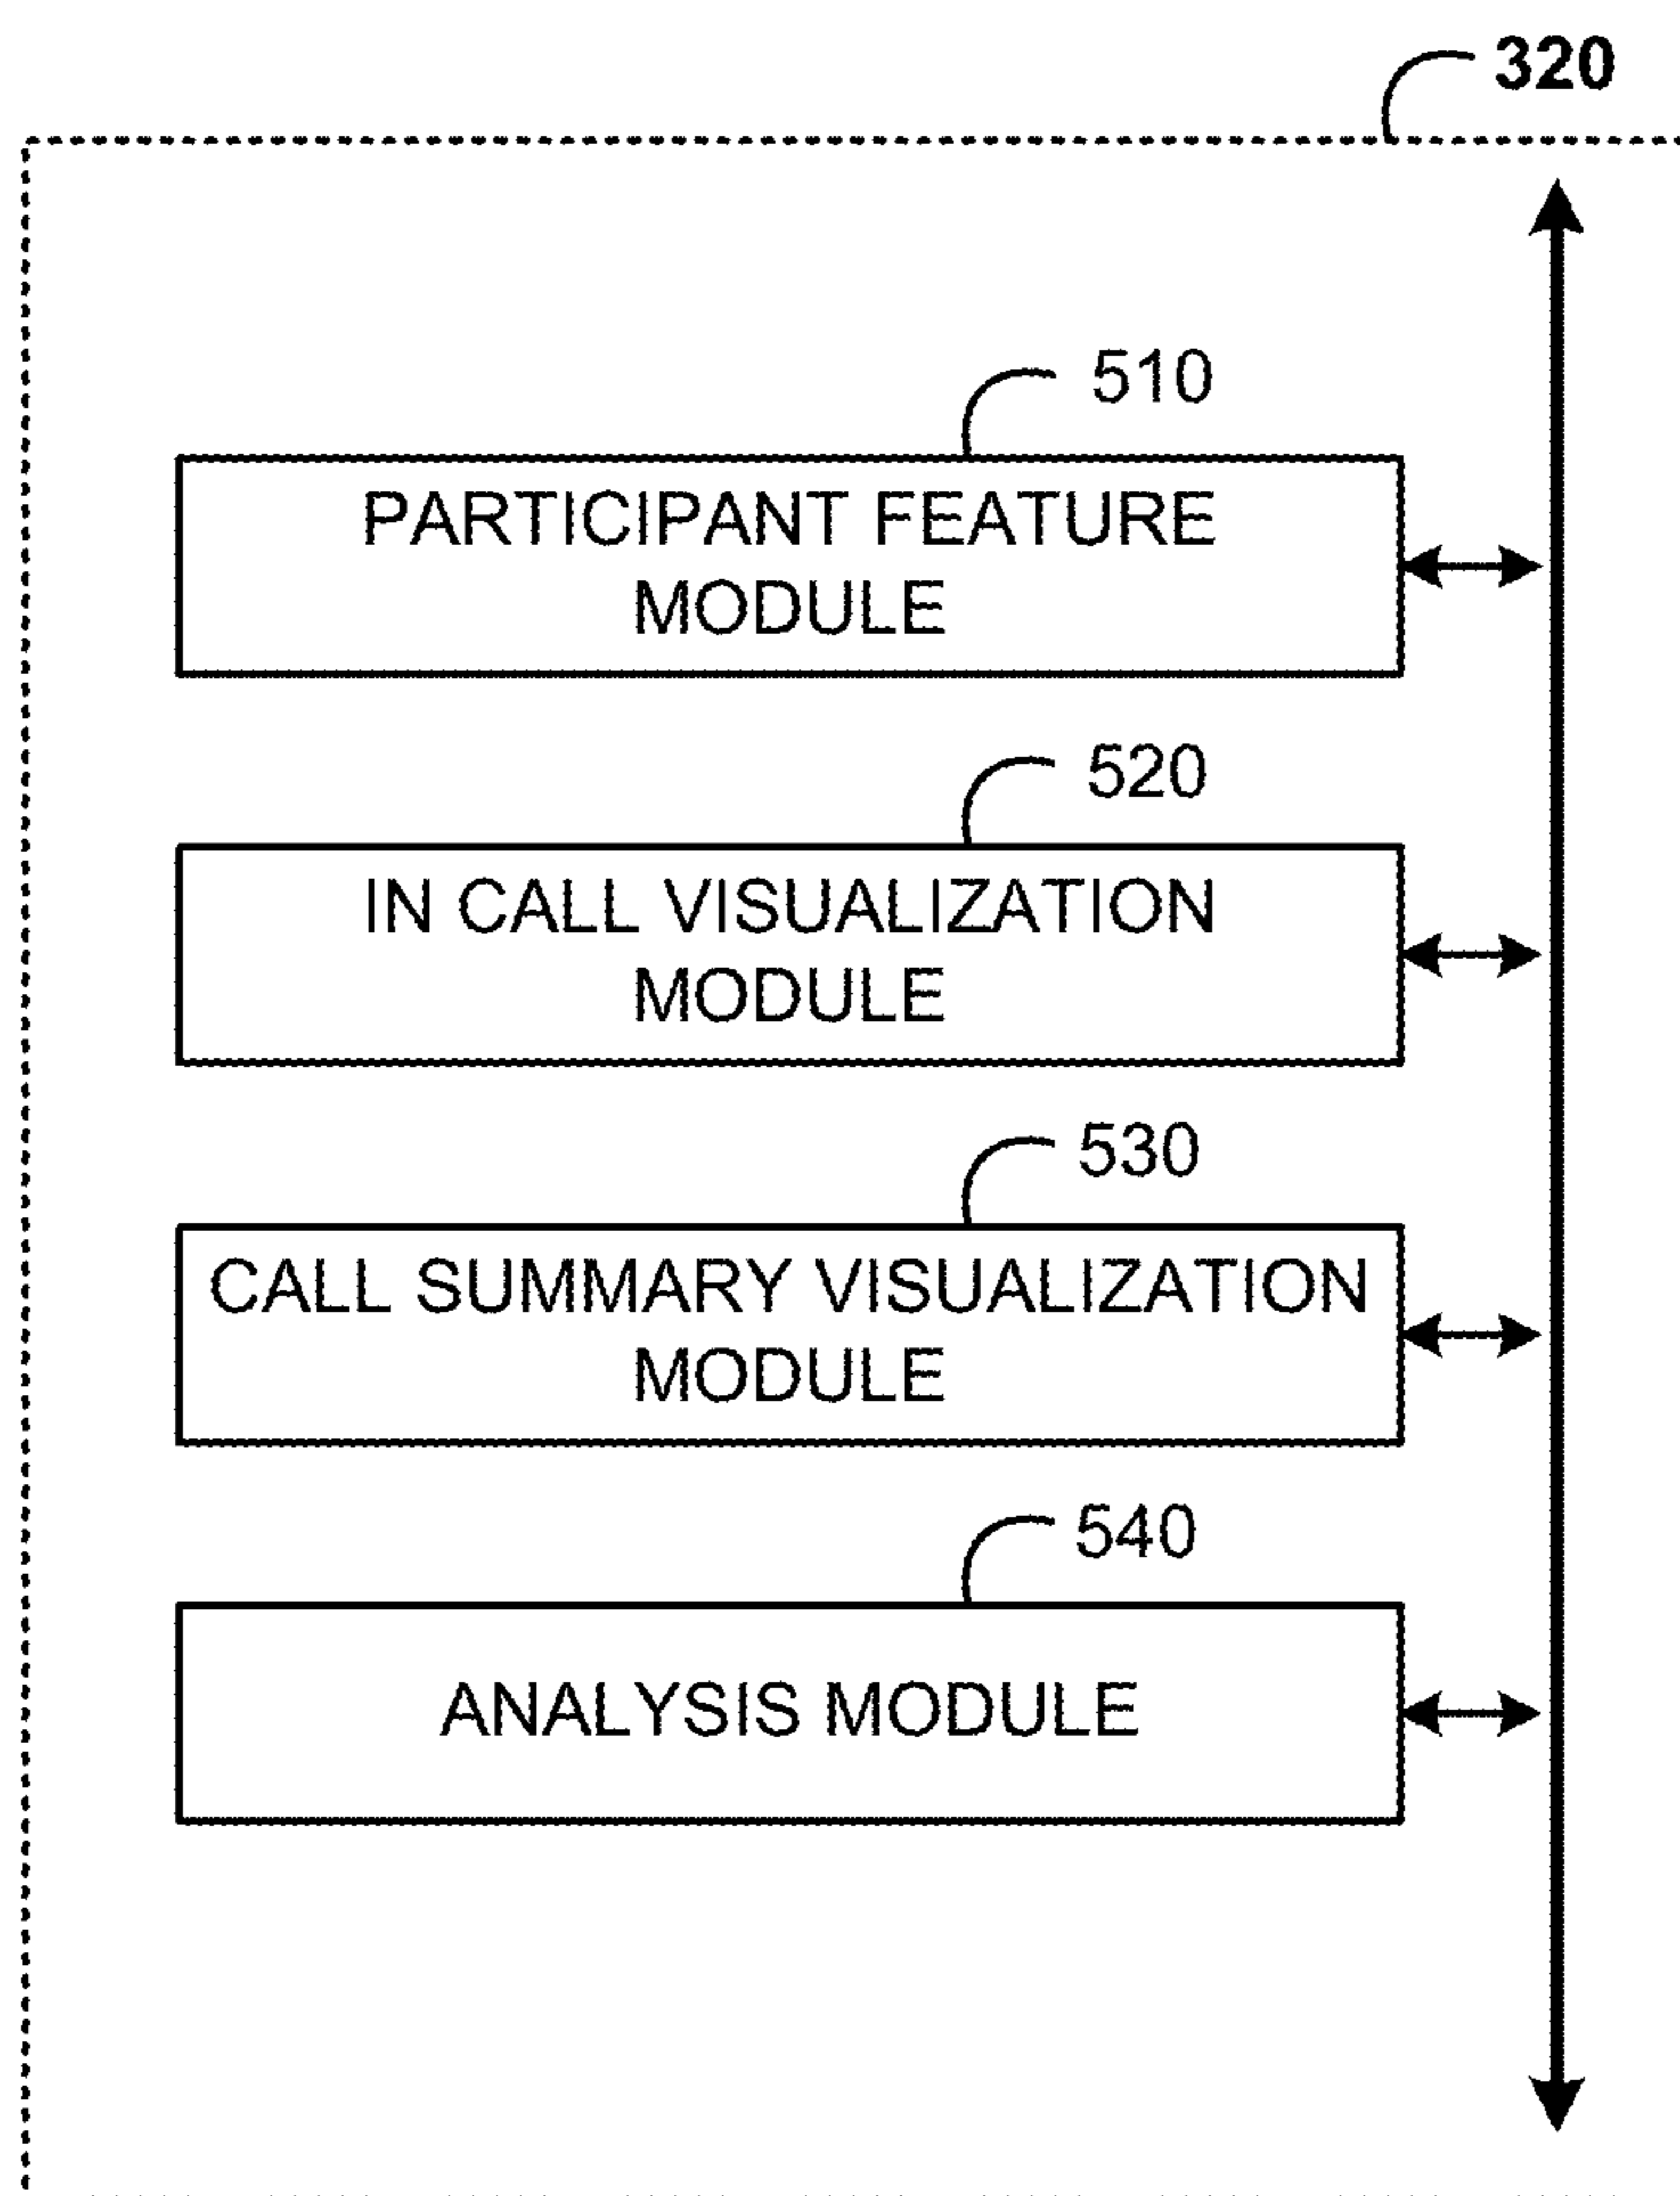 320
510
PARTICIPANT FEATURE
MODULE
520
IN CALL VISUALIZATION
MODULE
530
CALL SUMMARY VISUALIZATION
MODULE
540
ANALYSIS MODULE